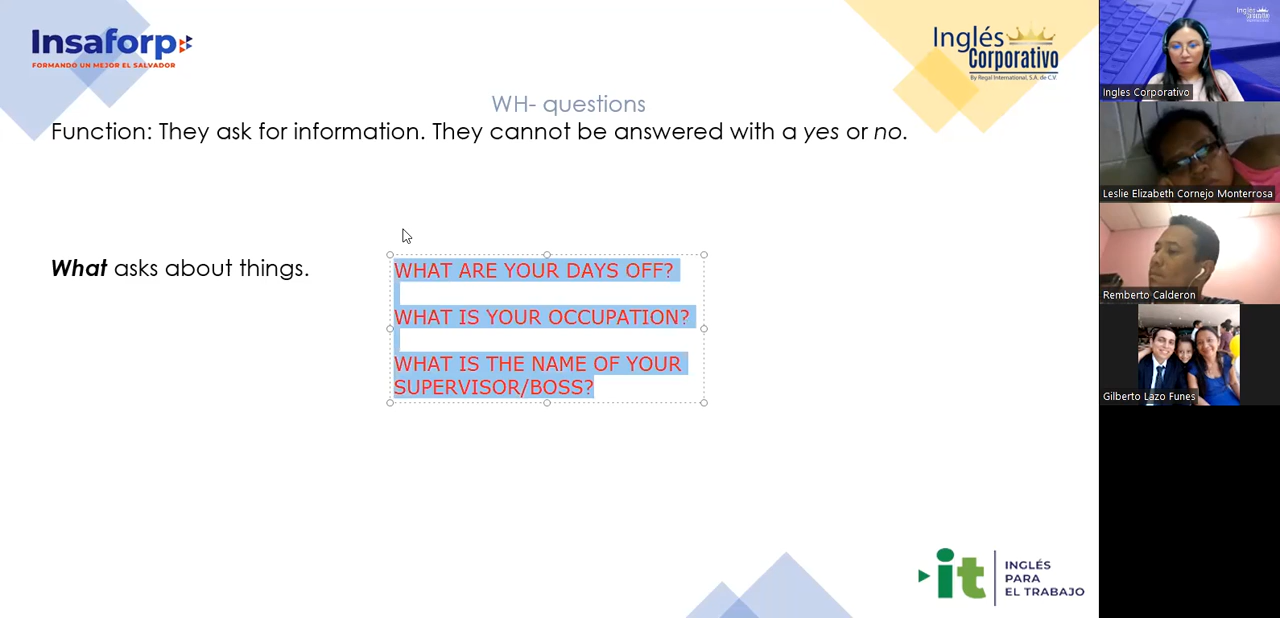 Insaforp
FORMANDO UN MEJOR EL SALVADOR
Inglés
Corporativo
By Regal International, S.A. de C.V.
WH- questions
Function: They ask for information. They cannot be answered with a yes or no.
What asks about things.
WHAT ARE YOUR DAYS OFF?
WHAT IS YOUR OCCUPATION?
WHAT IS THE NAME OF YOUR
SUPERVISOR/BOSS?
it
INGLÉS
PARA
EL TRABAJO
Inglés
Corporativo
Ingles Corporativo
Leslie Elizabeth Cornejo Monterrosa
Remberto Calderon
Gilberto Lazo Funes